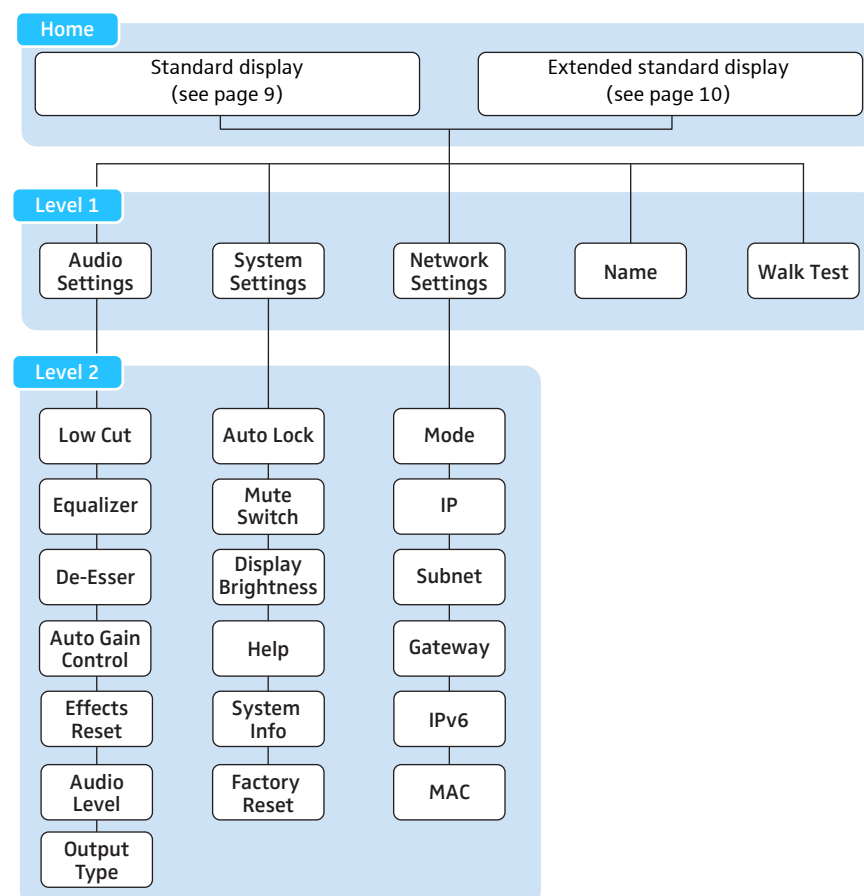 Home
Standard display
(see page 9)
Extended standard display
(see page 10)
Level 1
Audio
Settings
System
Settings
Network
Settings
Name
Walk Test
Level 2
Low Cut
Equalizer
De-Esser
Auto Gain
Control
Effects
Reset
Audio
Level
Output
Type
Auto Lock
Mute
Switch
Display
Brightness
Help
System
Info
Factory
Reset
Mode
IP
Subnet
Gateway
IPv6
MAC